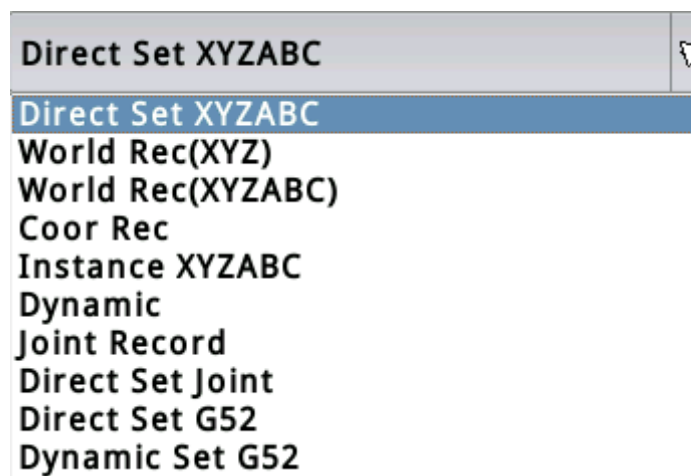 Direct Set XYZABC
Direct Set XYZABC
World Rec(XYZ)
World Rec(XYZABC)
Coor Rec
Instance XYZABC
Dynamic
Joint Record
Direct Set Joint
Direct Set G52
Dynamic Set G52